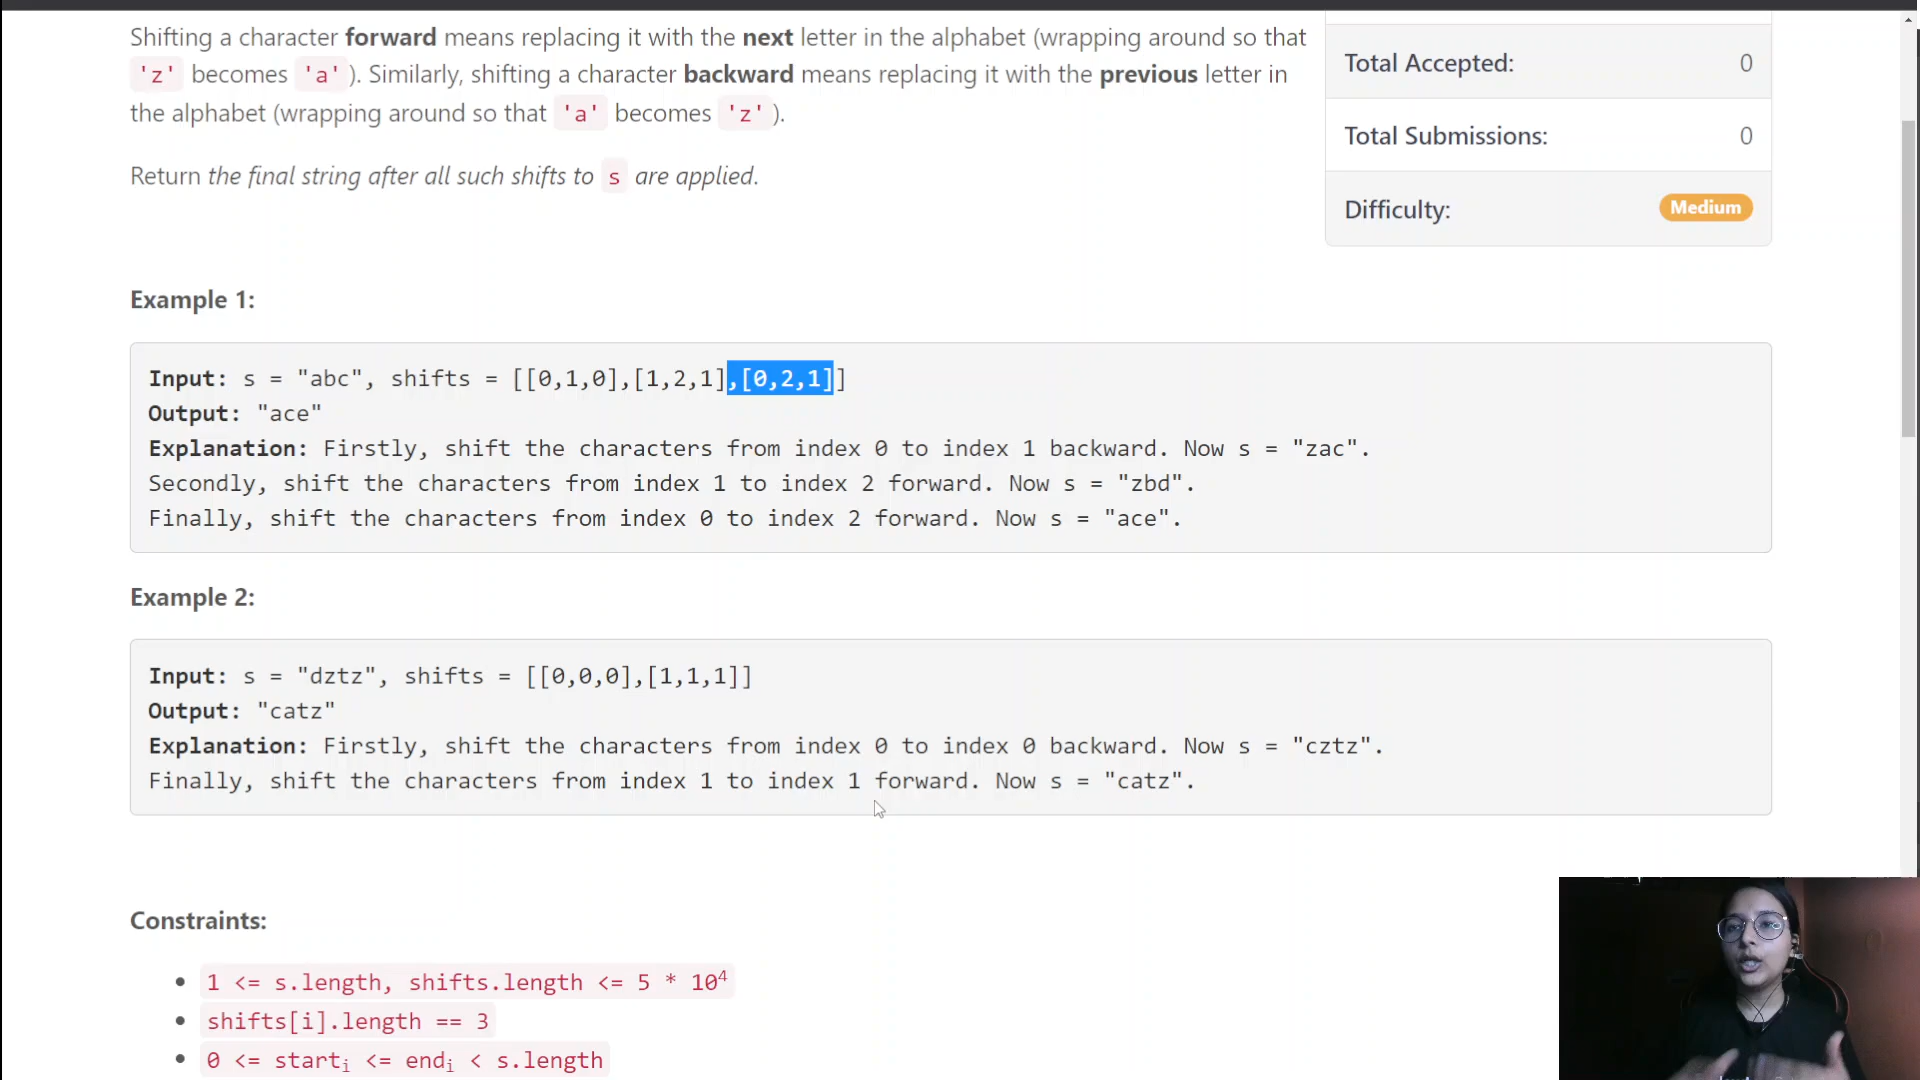 Shifting a character forward means replacing it with the next letter in the alphabet (wrapping around so that
'z' becomes 'a'). Similarly, shifting a character backward means replacing it with the previous letter in
the alphabet (wrapping around so that 'a' becomes 'z').
Return the final string after all such shifts to s are applied.
Total Accepted: 0
Total Submissions: 0
Difficulty: Medium
Example 1:
Input: s = "abc", shifts = [[0,1,0],[1,2,1],[0,2,1]]
Output: "ace"
Explanation: Firstly, shift the characters from index 0 to index 1 backward. Now s = "zac".
Secondly, shift the characters from index 1 to index 2 forward. Now s = "zbd".
Finally, shift the characters from index 0 to index 2 forward. Now s = "ace".
Example 2:
Input: s = "dztz", shifts = [[0,0,0],[1,1,1]]
Output: "catz"
Explanation: Firstly, shift the characters from index 0 to index 0 backward. Now s = "cztz".
Finally, shift the characters from index 1 to index 1 forward. Now s = "catz".
Constraints:
• 1 <= s.length, shifts.length <= 5 * 10⁴
• shifts[i].length == 3
• 0 <= startᵢ <= endᵢ < s.length